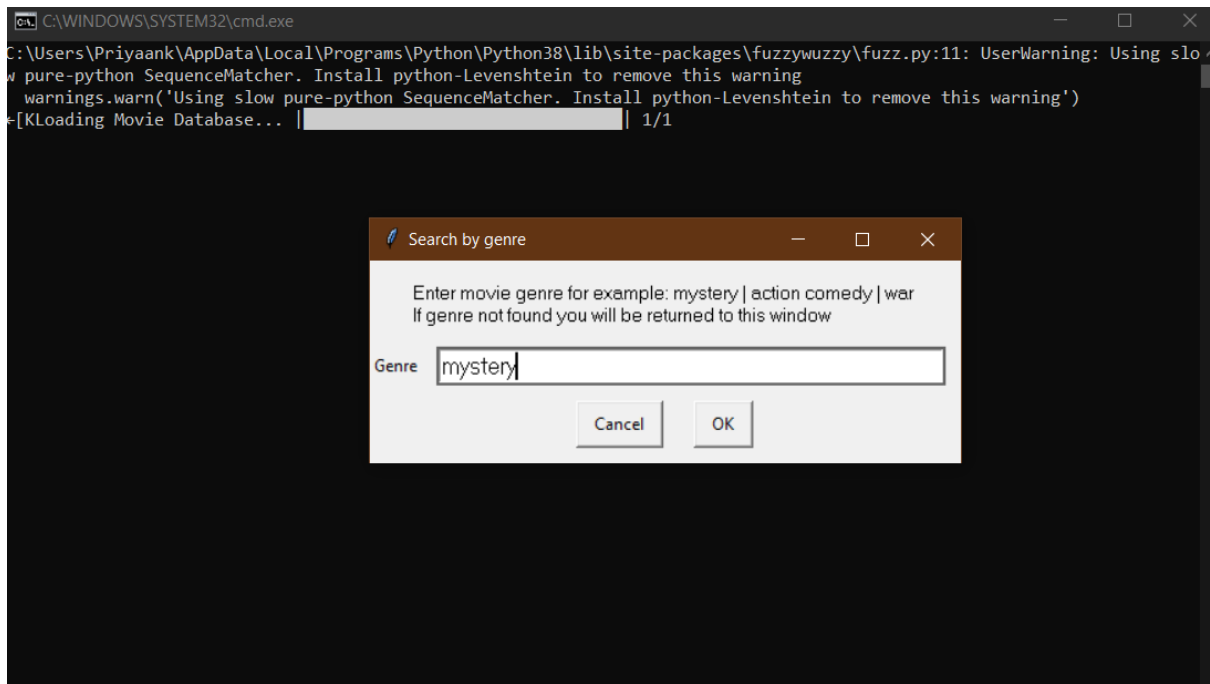 C:\WINDOWS\SYSTEM32\cmd.exe
C:\Users\Priyaank\AppData\Local\Programs\Python\Python38\lib\site-packages\fuzzywuzzy\fuzz.py:11: UserWarning: Using slo
w pure-python SequenceMatcher. Install python-Levenshtein to remove this warning
warnings.warn('Using slow pure-python SequenceMatcher. Install python-Levenshtein to remove this warning')
←[KLoading Movie Database... | | 1/1
Search by genre
Enter movie genre for example: mystery | action comedy | war
If genre not found you will be returned to this window
Genre mystery
Cancel OK